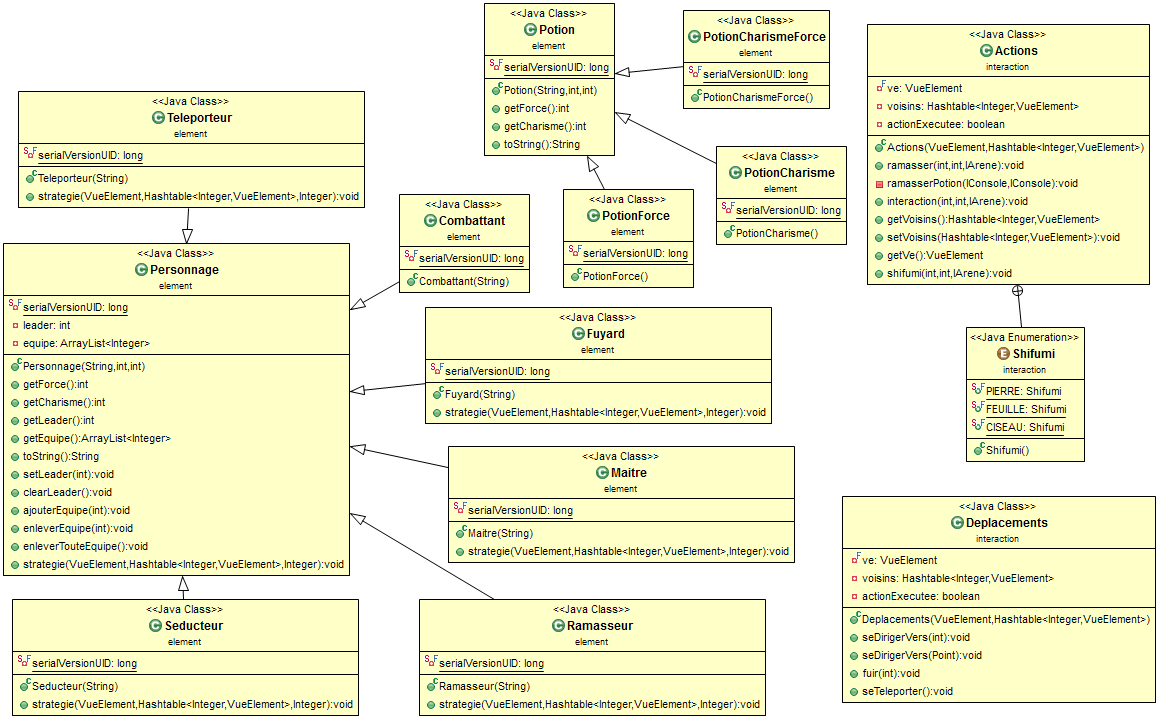 <<Java Class>>
Teleporteur
element
serialVersionUID: long
Teleporteur(String)
strategie(VueElement,Hashtable<Integer,VueElement>,Integer):void
<<Java Class>>
Potion
element
serialVersionUID: long
Potion(String,int,int)
getForce():int
getCharisme():int
toString():String
<<Java Class>>
PotionCharismeForce
element
serialVersionUID: long
PotionCharismeForce()
<<Java Class>>
PotionCharisme
element
serialVersionUID: long
PotionCharisme()
<<Java Class>>
PotionForce
element
serialVersionUID: long
PotionForce()
<<Java Class>>
Combattant
element
serialVersionUID: long
Combattant(String)
<<Java Class>>
Personnage
element
serialVersionUID: long
leader: int
equipe: ArrayList<Integer>
Personnage(String,int,int)
getForce():int
getCharisme():int
getLeader():int
getEquipe():ArrayList<Integer>
toString():String
setLeader(int):void
clearLeader():void
ajouterEquipe(int):void
enleverEquipe(int):void
enleverTouteEquipe():void
strategie(VueElement,Hashtable<Integer,VueElement>,Integer):void
<<Java Class>>
Fuyard
element
serialVersionUID: long
Fuyard(String)
strategie(VueElement,Hashtable<Integer,VueElement>,Integer):void
<<Java Class>>
Maitre
element
serialVersionUID: long
Maitre(String)
strategie(VueElement,Hashtable<Integer,VueElement>,Integer):void
<<Java Class>>
Seducteur
element
serialVersionUID: long
Seducteur(String)
strategie(VueElement,Hashtable<Integer,VueElement>,Integer):void
<<Java Class>>
Ramasseur
element
serialVersionUID: long
Ramasseur(String)
strategie(VueElement,Hashtable<Integer,VueElement>,Integer):void
<<Java Class>>
Actions
interaction
ve: VueElement
voisins: Hashtable<Integer,VueElement>
actionExecutee: boolean
Actions(VueElement,Hashtable<Integer,VueElement>)
ramasser(int,int,IArene):void
ramasserPotion(IConsole,IConsole):void
interaction(int,int,IArene):void
getVoisins():Hashtable<Integer,VueElement>
setVoisins(Hashtable<Integer,VueElement>):void
getVe():VueElement
shifumi(int,int,IArene):void
<<Java Enumeration>>
Shifumi
interaction
PIERRE: Shifumi
FEUILLE: Shifumi
CISEAU: Shifumi
Shifumi()
<<Java Class>>
Deplacements
interaction
ve: VueElement
voisins: Hashtable<Integer,VueElement>
actionExecutee: boolean
Deplacements(VueElement,Hashtable<Integer,VueElement>)
seDirigerVers(int):void
seDirigerVers(Point):void
fuir(int):void
seTeleporter():void